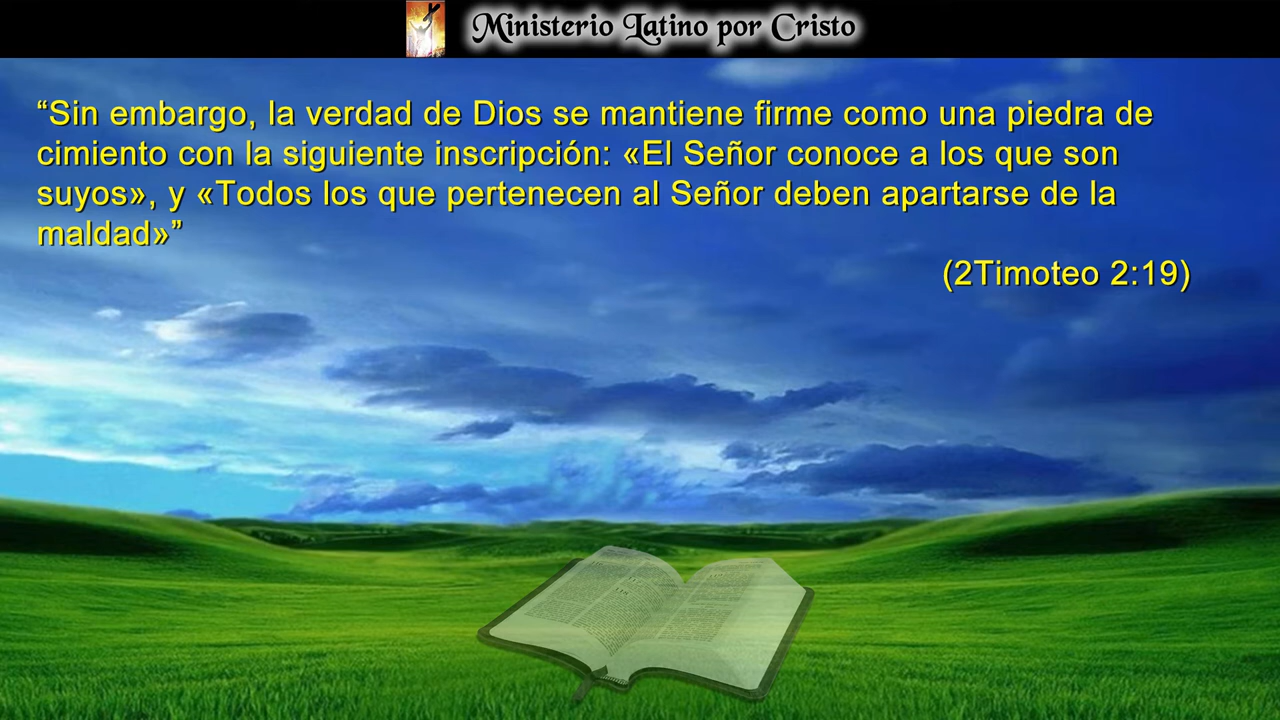 Ministerio Latino por Cristo
“Sin embargo, la verdad de Dios se mantiene firme como una piedra de
cimiento con la siguiente inscripción: «El Señor conoce a los que son
suyos», y «Todos los que pertenecen al Señor deben apartarse de la
maldad»”
(2Timoteo 2:19)